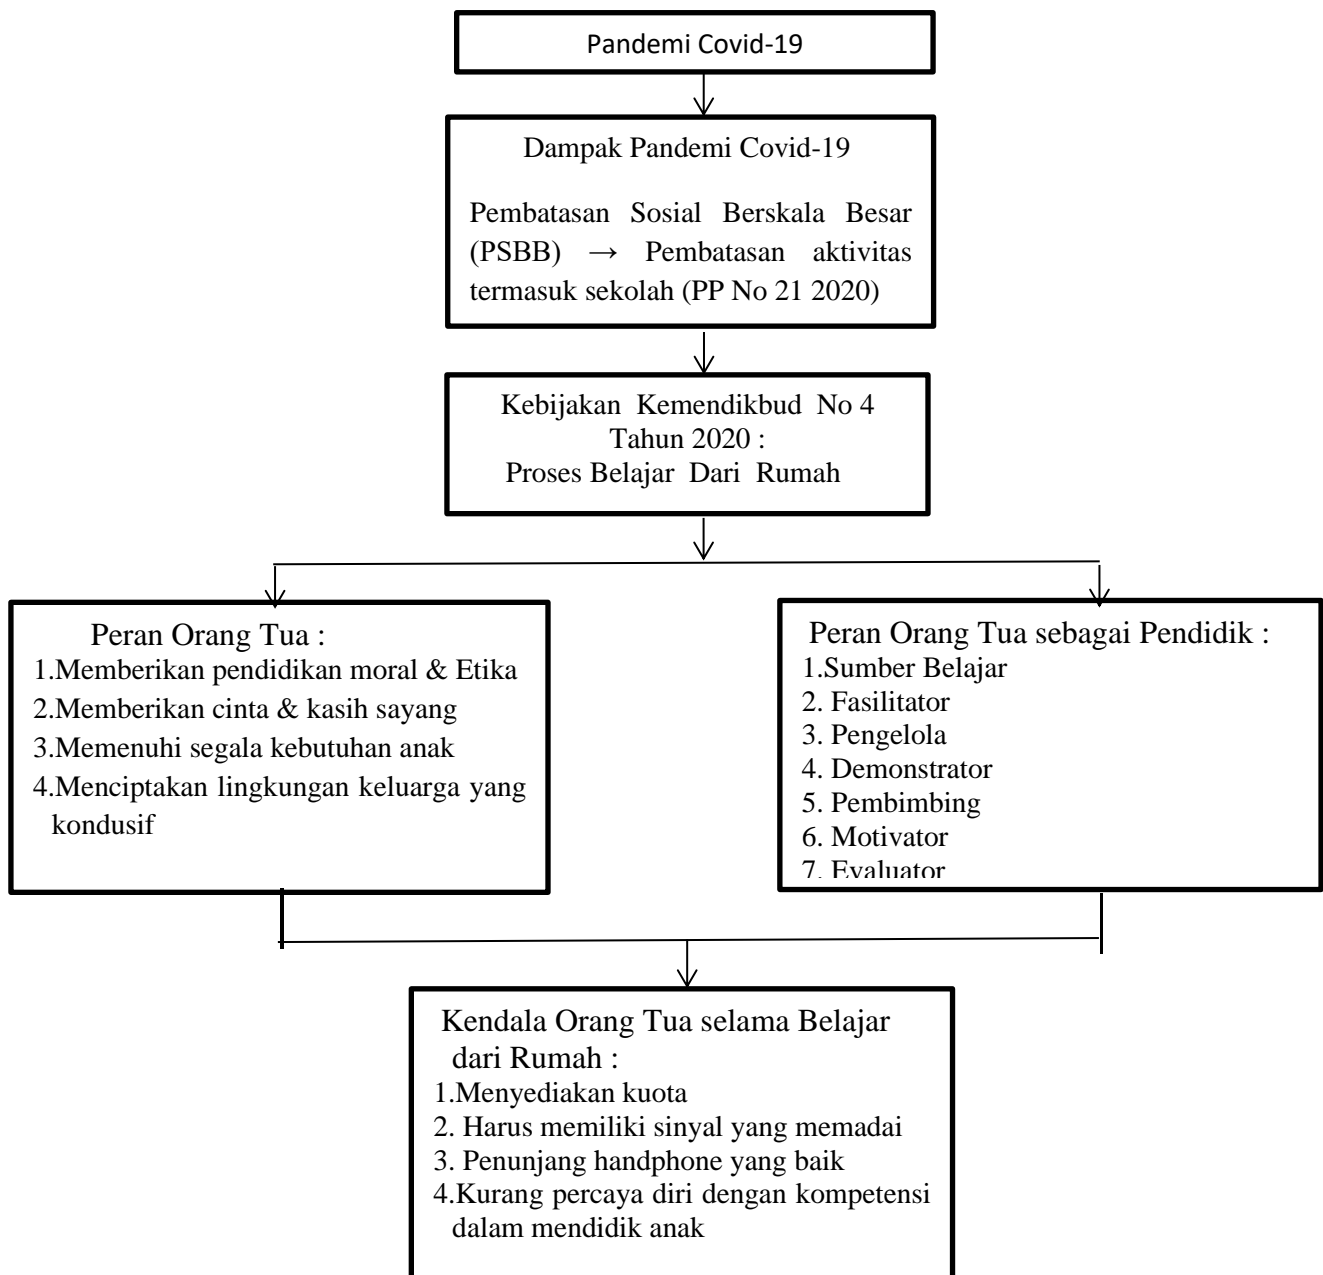 Pandemi Covid-19
Dampak Pandemi Covid-19
Pembatasan Sosial Berskala Besar
(PSBB) → Pembatasan aktivitas
termasuk sekolah (PP No 21 2020)
Kebijakan Kemendikbud No 4
Tahun 2020 :
Proses Belajar Dari Rumah
Peran Orang Tua :
1.Memberikan pendidikan moral & Etika
2.Memberikan cinta & kasih sayang
3.Memenuhi segala kebutuhan anak
4.Menciptakan lingkungan keluarga yang
kondusif
Peran Orang Tua sebagai Pendidik :
1.Sumber Belajar
2. Fasilitator
3. Pengelola
4. Demonstrator
5. Pembimbing
6. Motivator
7. Evaluator
Kendala Orang Tua selama Belajar
dari Rumah :
1.Menyediakan kuota
2. Harus memiliki sinyal yang memadai
3. Penunjang handphone yang baik
4.Kurang percaya diri dengan kompetensi
dalam mendidik anak